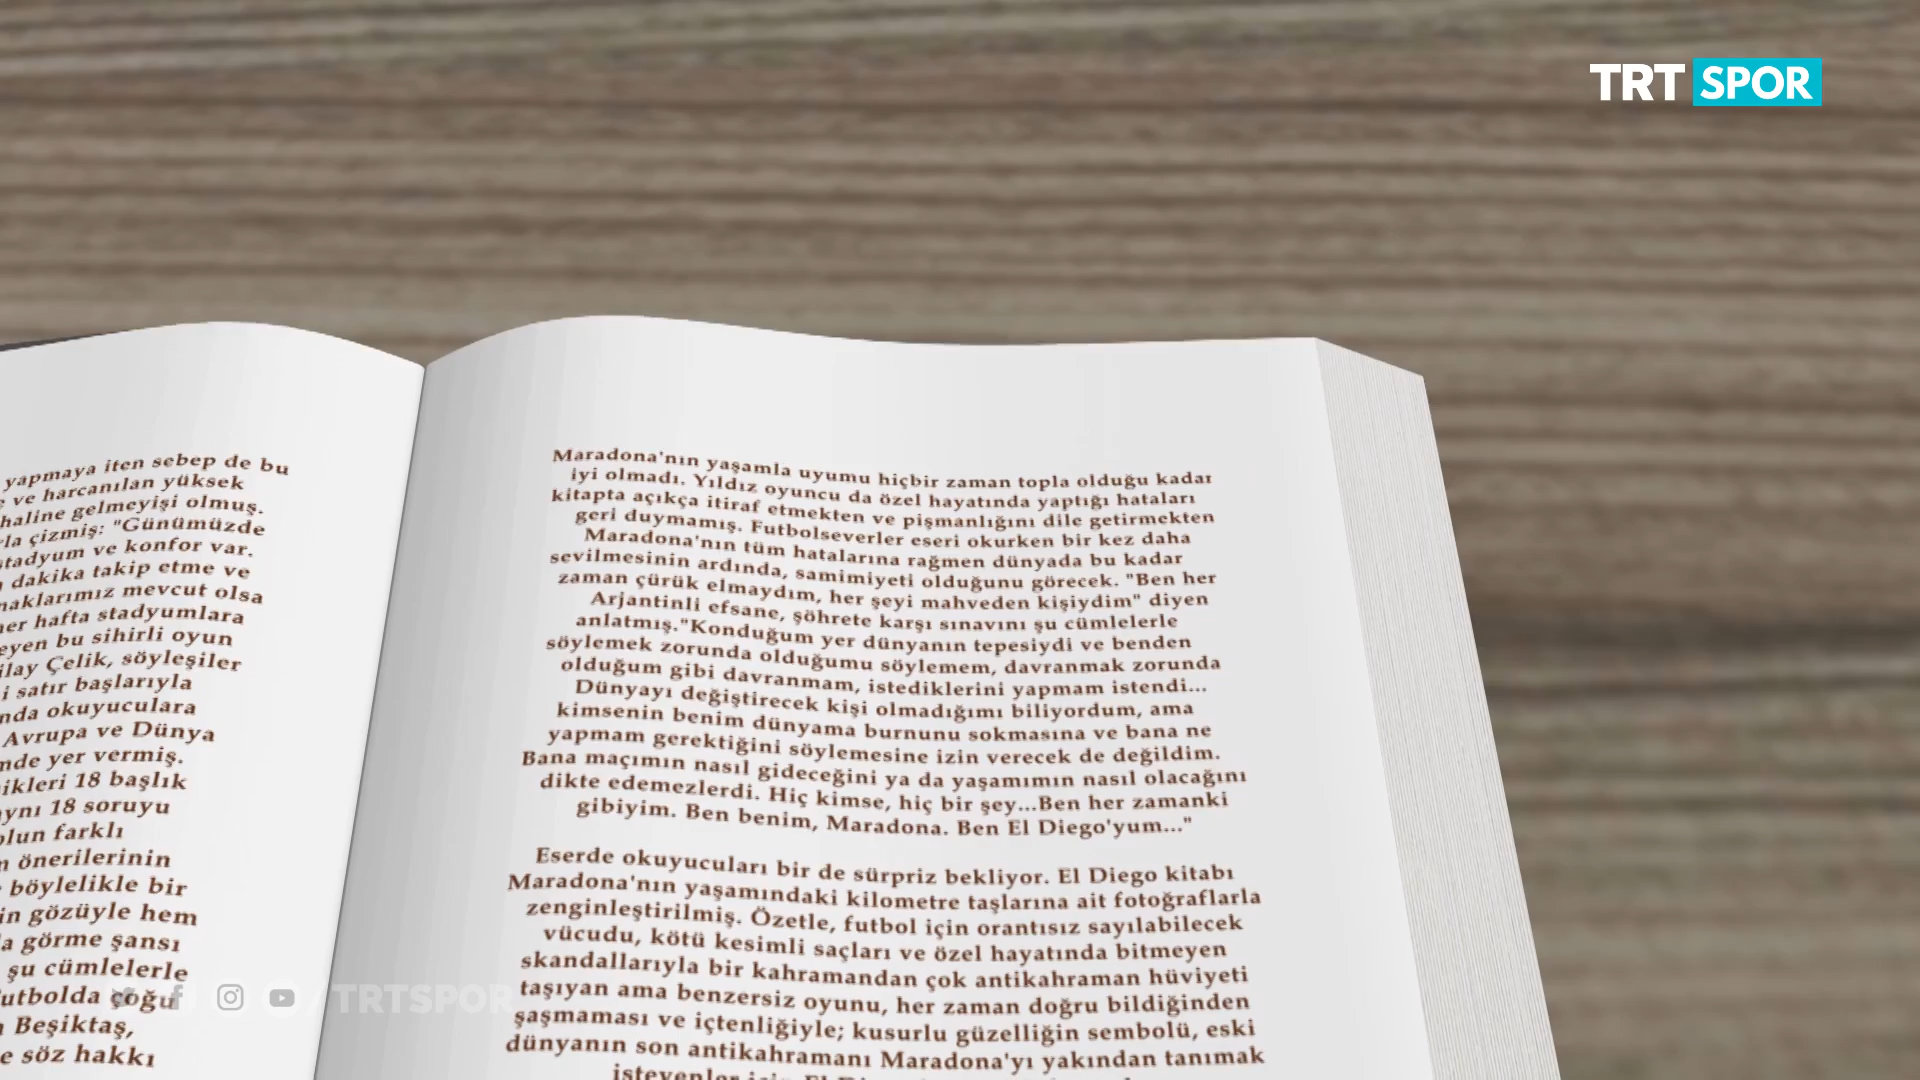 TRT SPOR
yapmaya iten sebep de bu
ve harcanılan yüksek
haline gelmeyişi olmuş.
çizmiş: "Günümüzde
stadyum ve konfor var.
dakika takip etme ve
mevcut olsa
her hafta stadyumlara
bu sihirli oyun
Çelik, söyleşiler
satır başlarıyla
okuyuculara
Avrupa ve Dünya
yer vermiş.
18 başlık
aynı 18 soruyu
farklı
önerilerinin
böylelikle bir
gözüyle hem
görme şansı
şu cümlelerle
futbolda çoğu
Beşiktaş,
söz hakkı
Maradona'nın yaşamla uyumu hiçbir zaman topla olduğu kadar
iyi olmadı. Yıldız oyuncu da özel hayatında yaptığı hataları
kitapta açıkça itiraf etmekten ve pişmanlığını dile getirmekten
geri duymamış. Futbolseverler eseri okurken bir kez daha
Maradona'nın tüm hatalarına rağmen dünyada bu kadar
sevilmesinin ardında, samimiyeti olduğunu görecek. "Ben her
zaman çürük elmaydım, her şeyi mahveden kişiydim" diyen
Arjantinli efsane, şöhrete karşı sınavını şu cümlelerle
anlatmış."Konduğum yer dünyanın tepesiydi ve benden
söylemek zorunda olduğumu söylemem, davranmak zorunda
olduğum gibi davranmam, istediklerini yapmam istendi...
Dünyayı değiştirecek kişi olmadığımı biliyordum, ama
kimsenin benim dünyama burnunu sokmasına ve bana ne
yapmam gerektiğini söylemesine izin verecek de değildim.
Bana maçımın nasıl gideceğini ya da yaşamımın nasıl olacağını
dikte edemezlerdi. Hiç kimse, hiç bir şey...Ben her zamanki
gibiyim. Ben benim, Maradona. Ben El Diego'yum..."
Eserde okuyucuları bir de sürpriz bekliyor. El Diego kitabı
Maradona'nın yaşamındaki kilometre taşlarına ait fotoğraflarla
zenginleştirilmiş. Özetle, futbol için orantısız sayılabilecek
vücudu, kötü kesimli saçları ve özel hayatında bitmeyen
skandallarıyla bir kahramandan çok antikahraman hüviyeti
taşıyan ama benzersiz oyunu, her zaman doğru bildiğinden
şaşmaması ve içtenliğiyle; kusurlu güzelliğin sembolü, eski
dünyanın son antikahramanı Maradona'yı yakından tanımak
/TRTSPOR